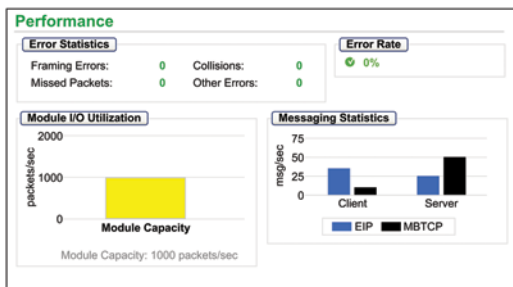 Performance
Error Statistics
Framing Errors: 0 Collisions: 0
Missed Packets: 0 Other Errors: 0
Error Rate
0%
Module I/O Utilization
packets/sec
2000
1000
0
Module Capacity
Module Capacity: 1000 packets/sec
Messaging Statistics
msg/sec
75
50
25
0
Client Server
EIP MBTCP